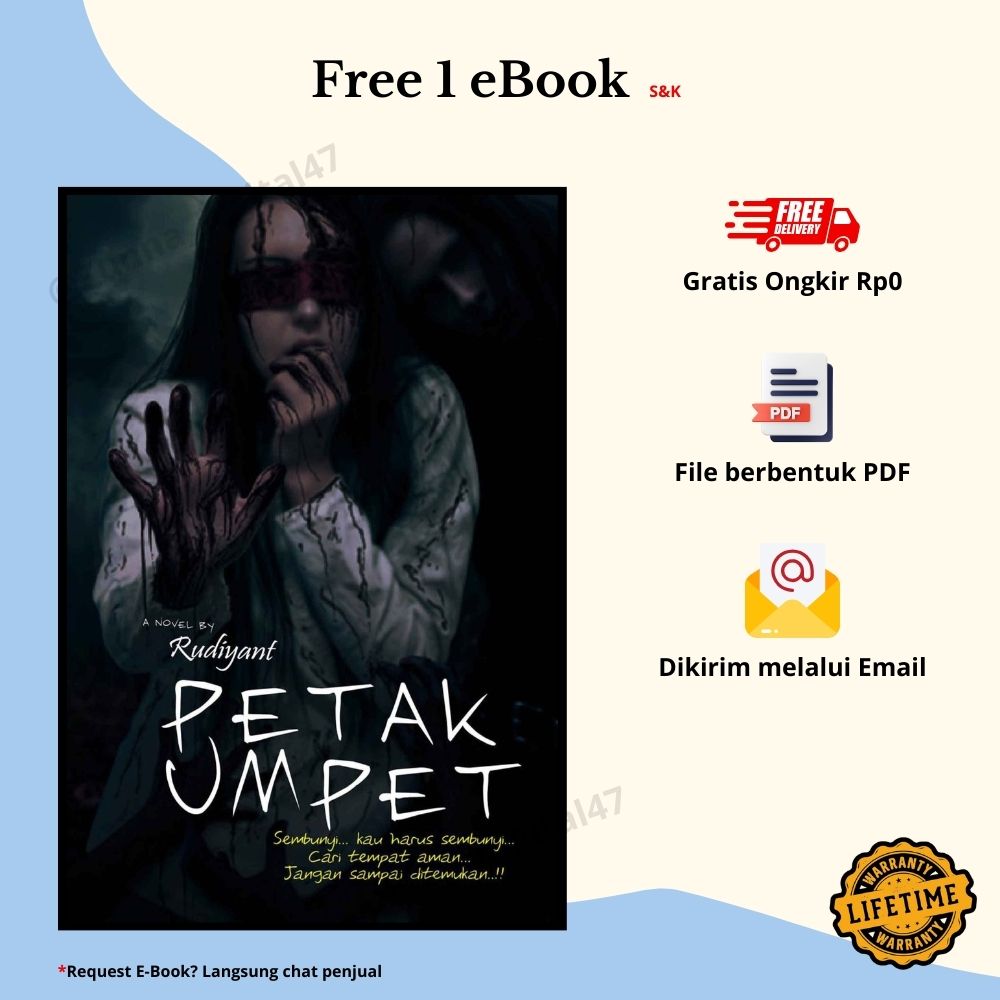 Free 1 eBook S&K
tal47
FREE
DELIVERY
Gratis Ongkir Rp0
PDF
File berbentuk PDF
@
Dikirim melalui Email
A NOVEL BY
Rudiyant
PETAK
UMPET
Sembunyi... kau harus sembunyi...
Cari tempat aman...
Jangan sampai ditemukan..!!
al47
WARRANTY
LIFETIME
WARRANTY
*Request E-Book? Langsung chat penjual